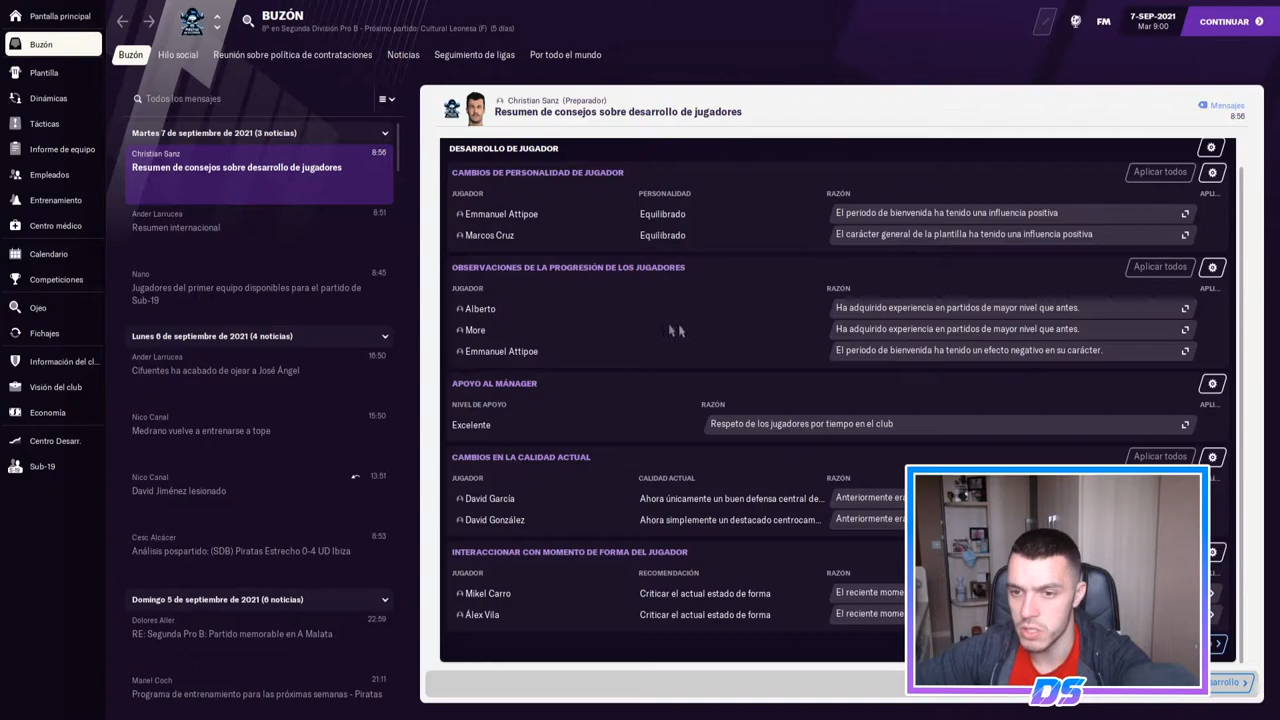 Pantalla principal
Buzón
Plantilla
Dinámicas
Tácticas
Informe de equipo
Empleados
Entrenamiento
Centro médico
Calendario
Competiciones
Ojeo
Fichajes
Información del cl...
Visión del club
Economía
Centro Desarr.
Sub-19
BUZÓN
8º en Segunda División Pro B - Próximo partido: Cultural Leonesa (F) (5 días)
FM
7-SEP-2021
Mar 9:00
CONTINUAR
Buzón
Hilo social
Reunión sobre política de contrataciones
Noticias
Seguimiento de ligas
Por todo el mundo
Todos los mensajes
Martes 7 de septiembre de 2021 (3 noticias)
Christian Sanz 8:56
Resumen de consejos sobre desarrollo de jugadores
Ander Larrucea 8:51
Resumen internacional
Nano 8:45
Jugadores del primer equipo disponibles para el partido de
Sub-19
Lunes 6 de septiembre de 2021 (4 noticias)
Ander Larrucea 16:50
Cifuentes ha acabado de ojear a José Ángel
Nico Canal 15:50
Medrano vuelve a entrenarse a tope
Nico Canal 13:51
David Jiménez lesionado
Cesc Alcácer 8:53
Análisis pospartido: (SDB) Piratas Estrecho 0-4 UD Ibiza
Domingo 5 de septiembre de 2021 (6 noticias)
Dolores Aller 22:59
RE: Segunda Pro B: Partido memorable en A Malata
Manel Coch 21:11
Programa de entrenamiento para las próximas semanas - Piratas
Christian Sanz (Preparador)
Resumen de consejos sobre desarrollo de jugadores
Mensajes
8:56
DESARROLLO DE JUGADOR
CAMBIOS DE PERSONALIDAD DE JUGADOR Aplicar todos
JUGADOR PERSONALIDAD RAZÓN APLI...
Emmanuel Attipoe Equilibrado El periodo de bienvenida ha tenido una influencia positiva
Marcos Cruz Equilibrado El carácter general de la plantilla ha tenido una influencia positiva
OBSERVACIONES DE LA PROGRESIÓN DE LOS JUGADORES Aplicar todos
JUGADOR RAZÓN APLI...
Alberto Ha adquirido experiencia en partidos de mayor nivel que antes.
More Ha adquirido experiencia en partidos de mayor nivel que antes.
Emmanuel Attipoe El periodo de bienvenida ha tenido un efecto negativo en su carácter.
APOYO AL MÁNAGER
NIVEL DE APOYO RAZÓN APLI...
Excelente Respeto de los jugadores por tiempo en el club
CAMBIOS EN LA CALIDAD ACTUAL Aplicar todos
JUGADOR CALIDAD ACTUAL RAZÓN
David García Ahora únicamente un buen defensa central de... Anteriormente era
David González Ahora simplemente un destacado centrocam... Anteriormente era
INTERACCIONAR CON MOMENTO DE FORMA DEL JUGADOR
JUGADOR RECOMENDACIÓN RAZÓN
Mikel Carro Criticar el actual estado de forma El reciente mome
Álex Vila Criticar el actual estado de forma El reciente mome
arrollo
DS